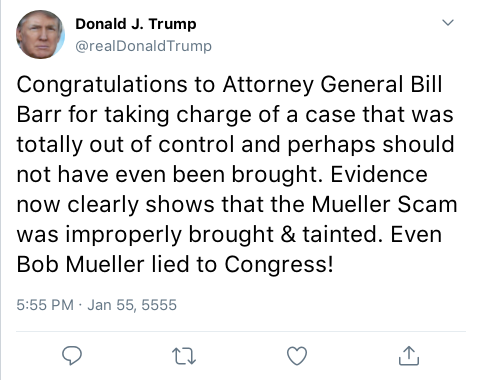 Donald J. Trump
@realDonaldTrump
Congratulations to Attorney General Bill
Barr for taking charge of a case that was
totally out of control and perhaps should
not have even been brought. Evidence
now clearly shows that the Mueller Scam
was improperly brought & tainted. Even
Bob Mueller lied to Congress!
5:55 PM · Jan 55, 5555